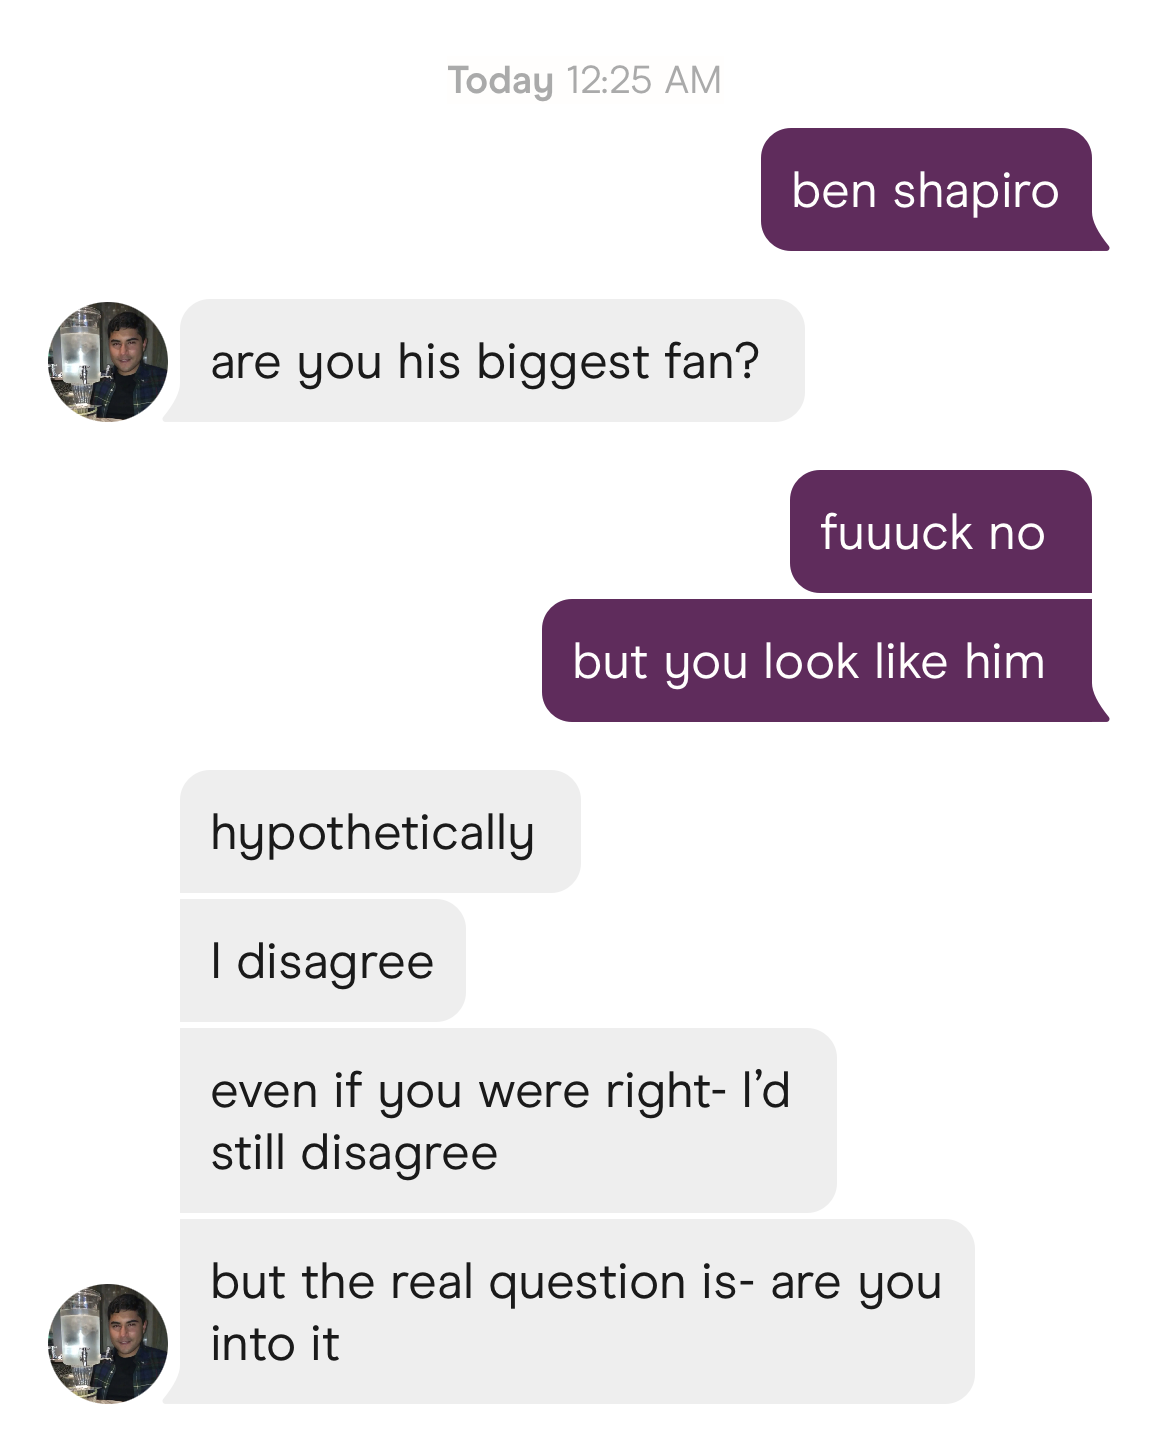 Today 12:25 AM
ben shapiro
are you his biggest fan?
fuuuck no
but you look like him
hypothetically
I disagree
even if you were right- I’d
still disagree
but the real question is- are you
into it